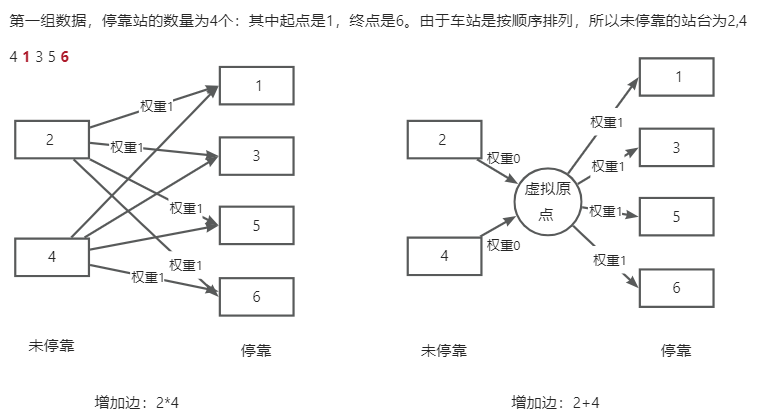 第一组数据，停靠站的数量为4个：其中起点是1，终点是6。由于车站是按顺序排列，所以未停靠的站台为2,4
4 1 3 5 6
1
权重1
2
权重1
3
权重1
5
4
权重1
权重1
6
未停靠
停靠
增加边：2*4
1
权重1
2
权重0
3
权重1
虚拟原
点
权重1
5
4
权重0
权重1
6
未停靠
停靠
增加边：2+4